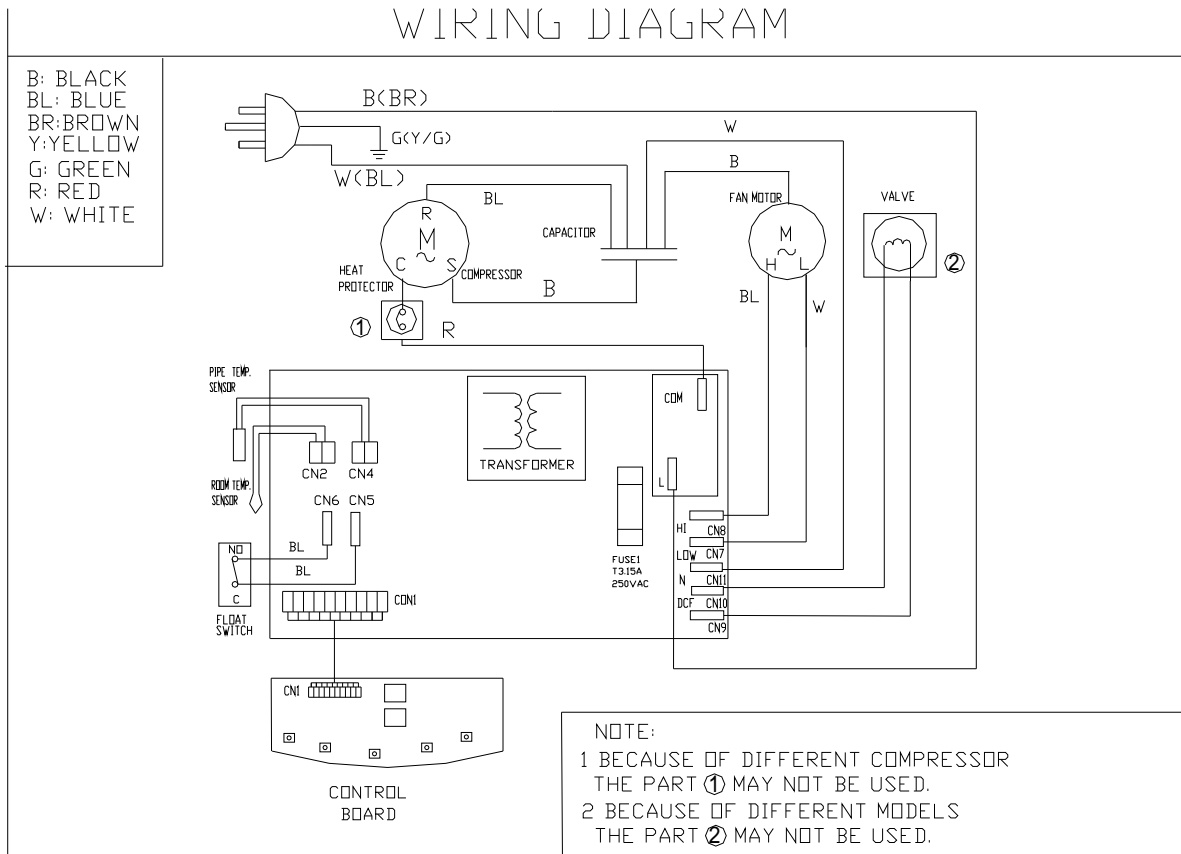 WIRING DIAGRAM
B: BLACK
BL: BLUE
BR:BROWN
Y:YELLOW
G: GREEN
R: RED
W: WHITE
B(BR)
G(Y/G)
W(BL)
W
B
BL
R
M
C S
COMPRESSOR
CAPACITOR
B
FAN MOTOR
M
H L
BL
W
VALVE
2
HEAT
PROTECTOR
1
R
PIPE TEMP.
SENSOR
ROOM TEMP.
SENSOR
CN2 CN4
CN6 CN5
TRANSFORMER
COM
L
FUSE1
T3.15A
250VAC
HI
CN8
LOW
CN7
N
CN11
DCF
CN10
CN9
NO
C
FLOAT
SWITCH
BL
BL
CON1
CN1
CONTROL
BOARD
NOTE:
1 BECAUSE OF DIFFERENT COMPRESSOR
THE PART ① MAY NOT BE USED.
2 BECAUSE OF DIFFERENT MODELS
THE PART ② MAY NOT BE USED.